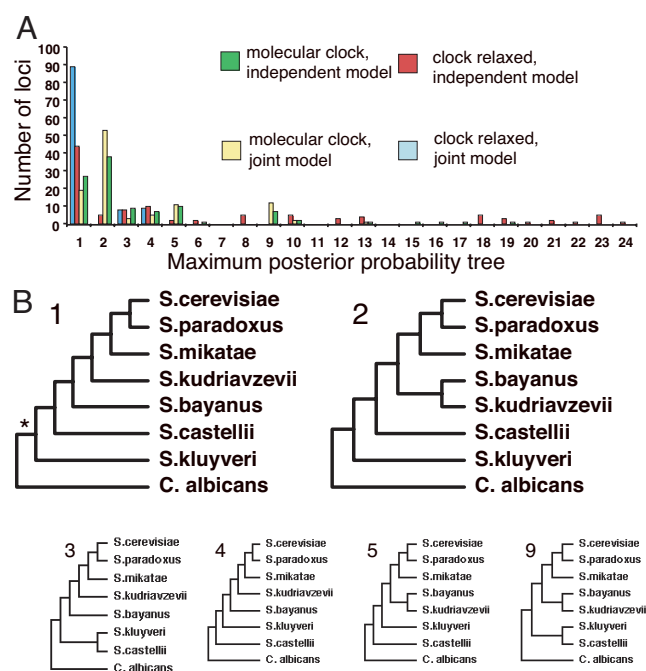 A
Number of loci
100
90
80
70
60
50
40
30
20
10
0
molecular clock,
independent model
clock relaxed,
independent model
molecular clock,
joint model
clock relaxed,
joint model
1 2 3 4 5 6 7 8 9 10 11 12 13 14 15 16 17 18 19 20 21 22 23 24
Maximum posterior probability tree
B
1
*
S.cerevisiae
S.paradoxus
S.mikatae
S.kudriavzevii
S.bayanus
S.castellii
S.kluyveri
C. albicans
2
S.cerevisiae
S.paradoxus
S.mikatae
S.bayanus
S.kudriavzevii
S.castellii
S.kluyveri
C. albicans
3
S.cerevisiae
S.paradoxus
S.mikatae
S.kudriavzevii
S.bayanus
S.kluyveri
S.castellii
C. albicans
4
S.cerevisiae
S.paradoxus
S.mikatae
S.kudriavzevii
S.bayanus
S.kluyveri
S.castellii
C. albicans
5
S.cerevisiae
S.paradoxus
S.mikatae
S.bayanus
S.kudriavzevii
S.kluyveri
S.castellii
C. albicans
9
S.cerevisiae
S.paradoxus
S.mikatae
S.bayanus
S.kudriavzevii
S.kluyveri
S.castellii
C. albicans